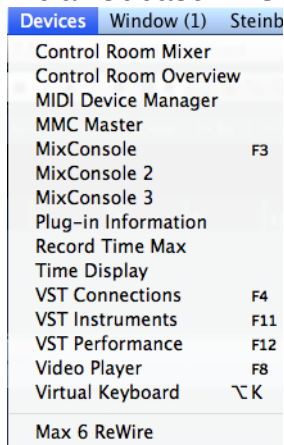 Devices Window (1) Steinb
Control Room Mixer
Control Room Overview
MIDI Device Manager
MMC Master
MixConsole F3
MixConsole 2
MixConsole 3
Plug-in Information
Record Time Max
Time Display
VST Connections F4
VST Instruments F11
VST Performance F12
Video Player F8
Virtual Keyboard ⌥K
Max 6 ReWire